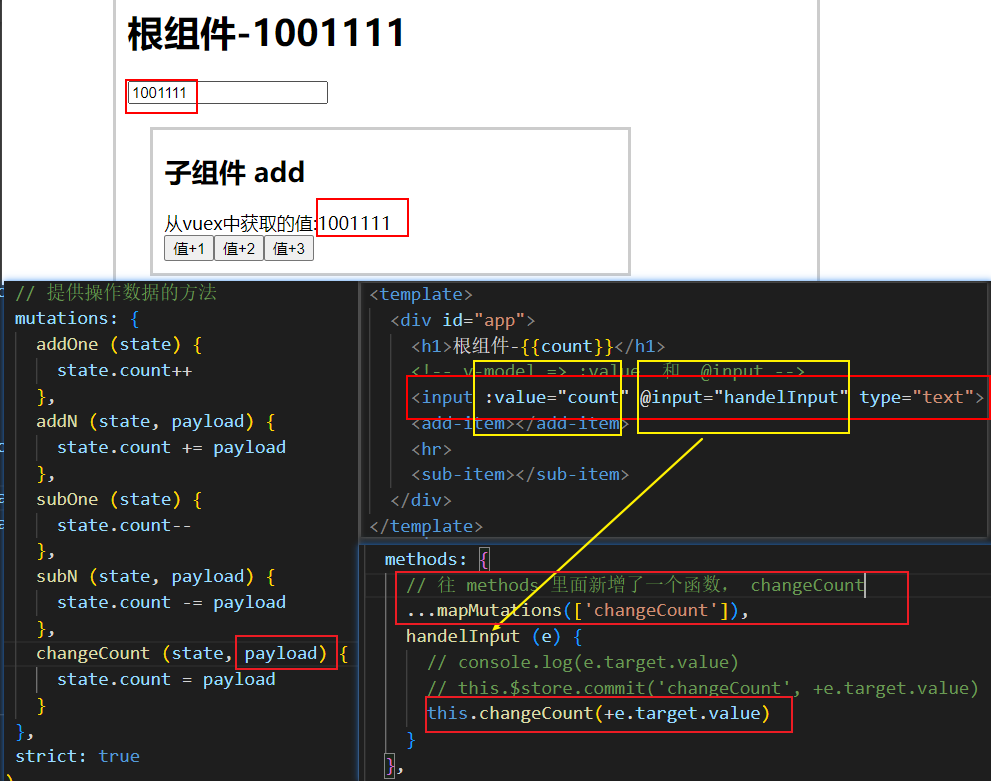 根组件-1001111
1001111
子组件 add
从vuex中获取的值:1001111
值+1 值+2 值+3
// 提供操作数据的方法
mutations: {
addOne (state) {
state.count++
},
addN (state, payload) {
state.count += payload
},
subOne (state) {
state.count--
},
subN (state, payload) {
state.count -= payload
},
changeCount (state, payload) {
state.count = payload
}
},
strict: true
<template>
<div id="app">
<h1>根组件-{{count}}</h1>
<!-- v-model => :value 和 @input -->
<input :value="count" @input="handelInput" type="text">
<add-item></add-item>
<hr>
<sub-item></sub-item>
</div>
</template>
methods: {
// 往 methods 里面新增了一个函数， changeCount
...mapMutations(['changeCount']),
handelInput (e) {
// console.log(e.target.value)
// this.$store.commit('changeCount', +e.target.value)
this.changeCount(+e.target.value)
}
},